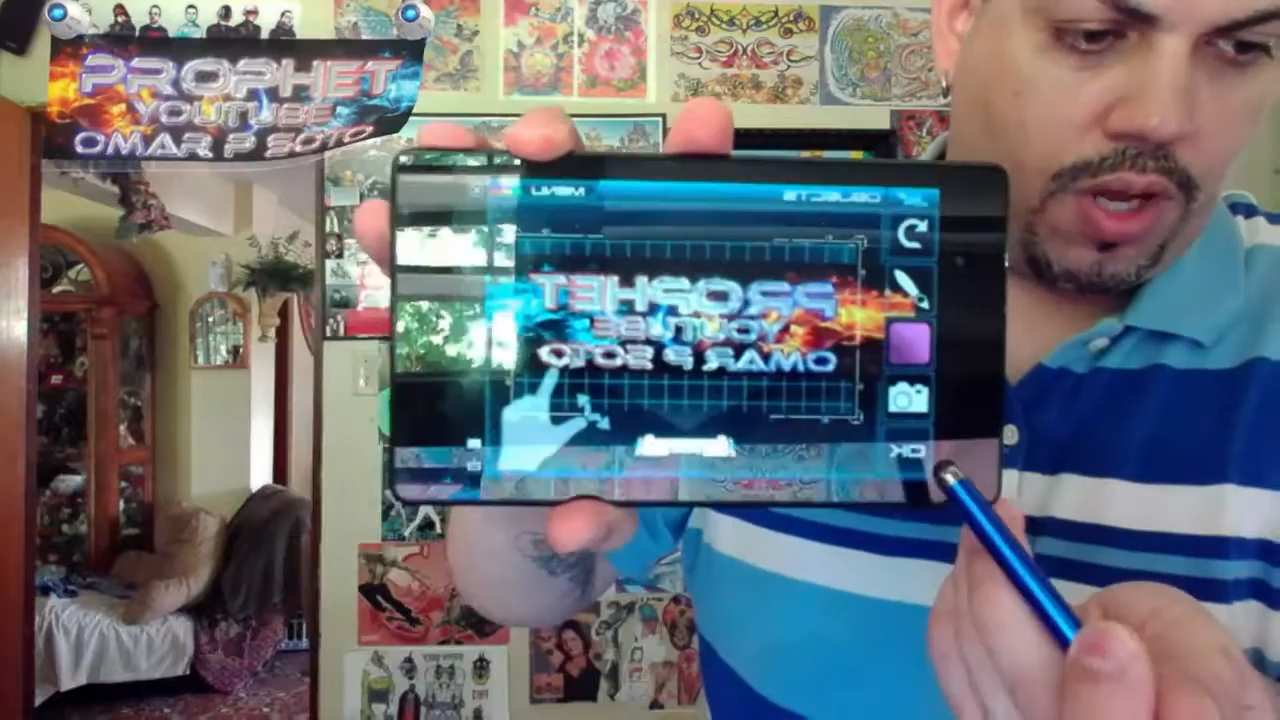 PROPHET
YOUTUBE
OMAR P SOTO
MENU
OBJECTS
PROPHET
YOUTUBE
OMAR P SOTO
OK